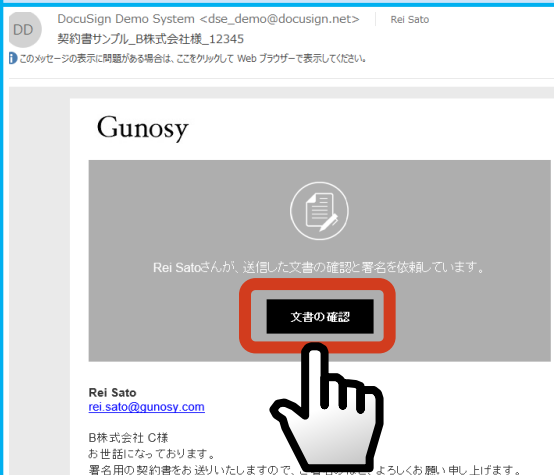 DD
DocuSign Demo System <dse_demo@docusign.net>
Rei Sato
契約書サンプル_B株式会社様_12345
このメッセージの表示に問題がある場合は、ここをクリックして Web ブラウザーで表示してください。
Gunosy
Rei Satoさんが、送信した文書の確認と署名を依頼しています。
文書の確認
Rei Sato
rei.sato@gunosy.com
B株式会社 C様
お世話になっております。
署名用の契約書をお送りいたしますので、ご よろしくお願い申し上げます。